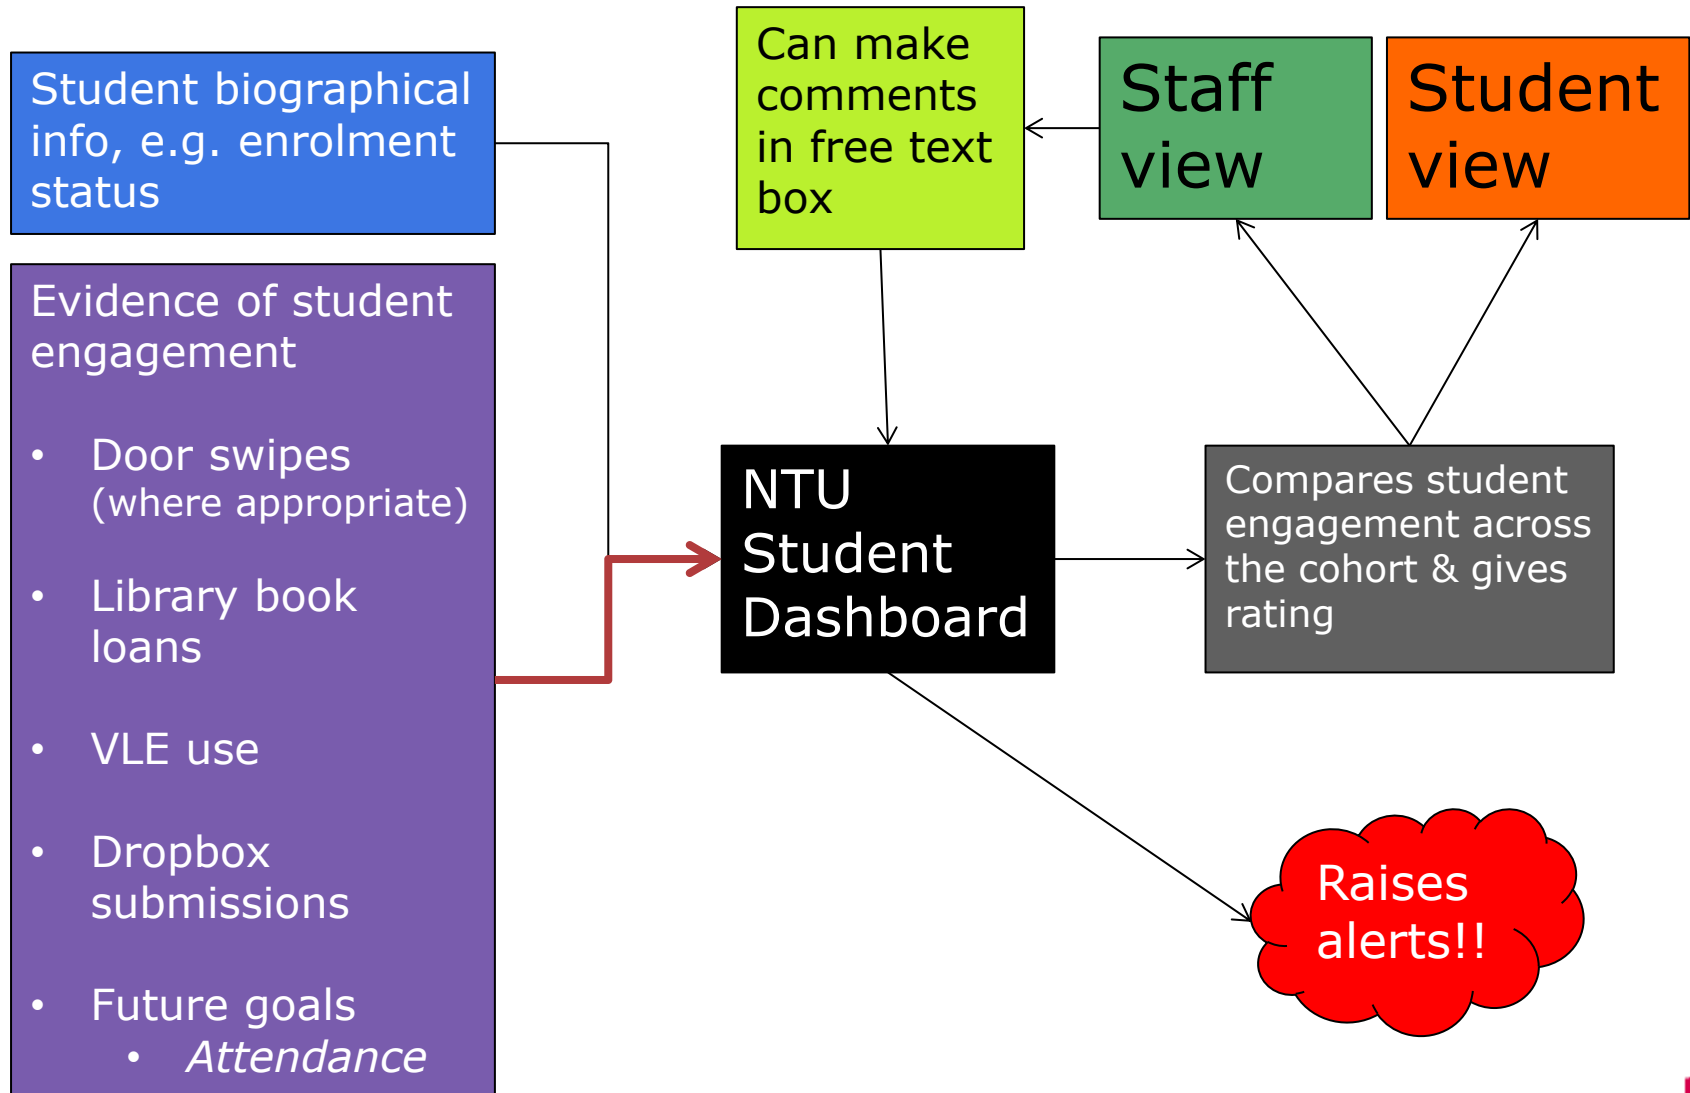 Student biographical
info, e.g. enrolment
status
Evidence of student
engagement
• Door swipes
(where appropriate)
• Library book
loans
• VLE use
• Dropbox
submissions
• Future goals
• Attendance
Can make
comments
in free text
box
Staff
view
Student
view
NTU
Student
Dashboard
Compares student
engagement across
the cohort & gives
rating
Raises
alerts!!